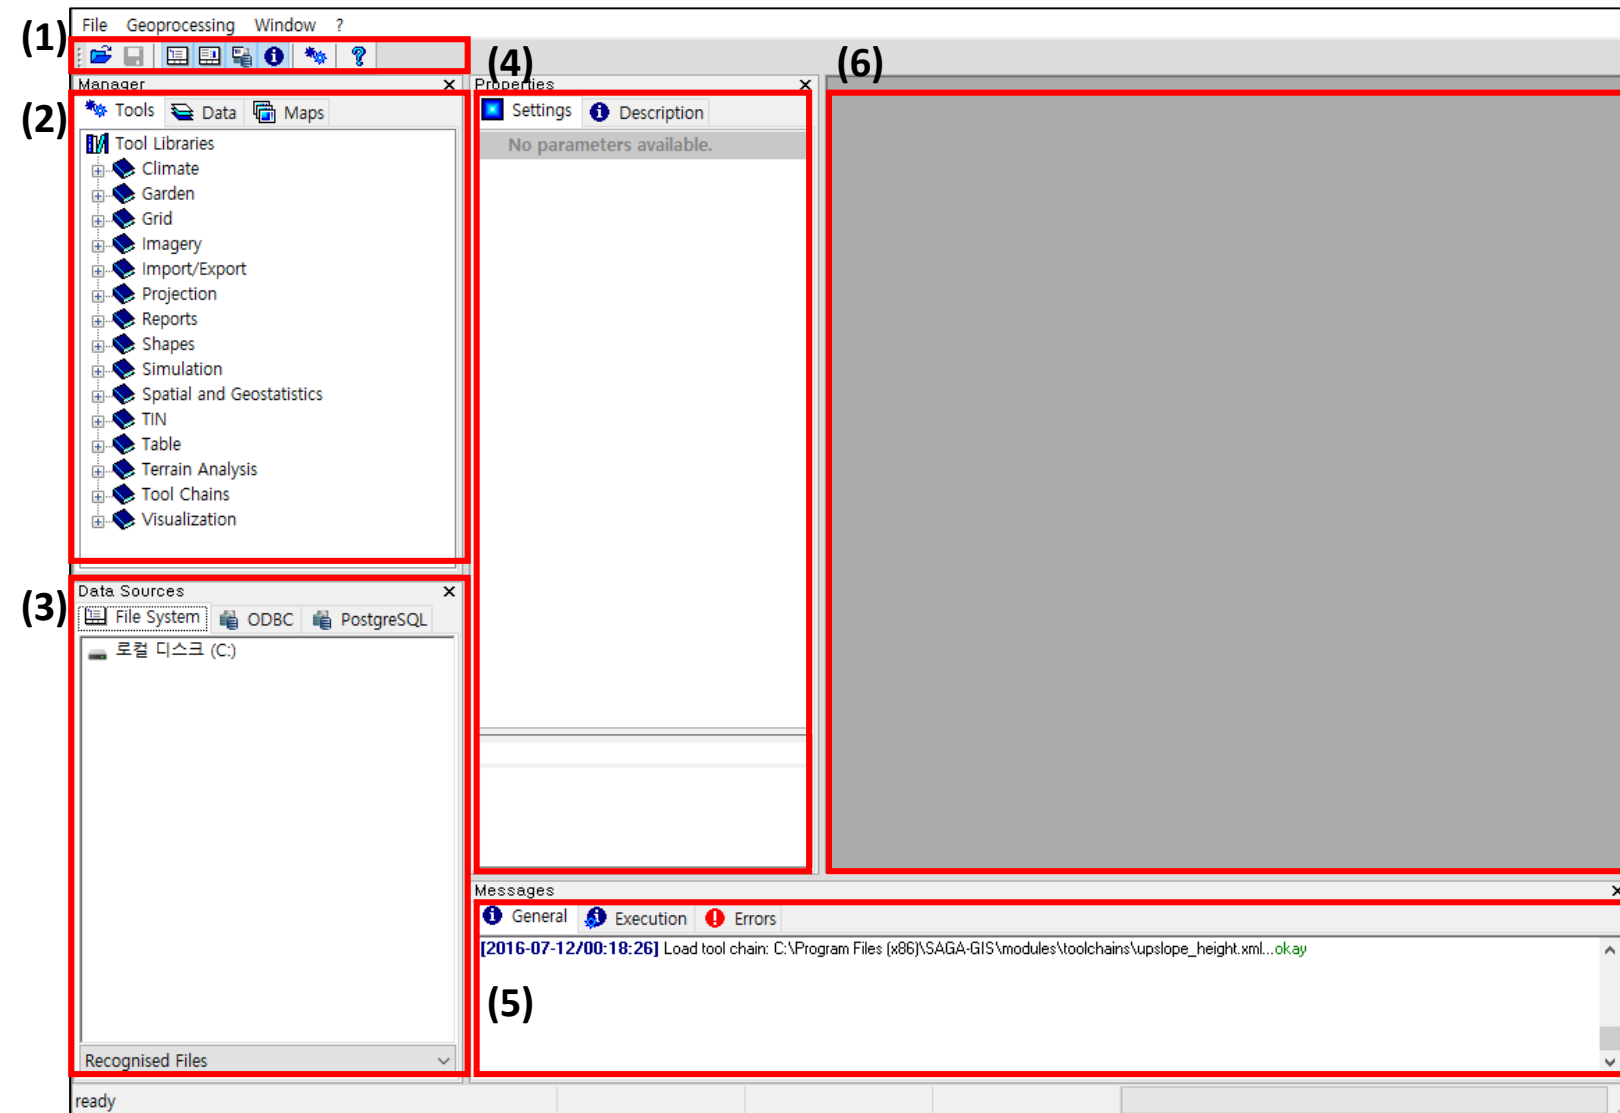 File Geoprocessing Window ?
(1)
(4)
(6)
Manager
Properties
(2)
Tools Data Maps
Settings Description
Tool Libraries
No parameters available.
Climate
Garden
Grid
Imagery
Import/Export
Projection
Reports
Shapes
Simulation
Spatial and Geostatistics
TIN
Table
Terrain Analysis
Tool Chains
Visualization
(3)
Data Sources
File System ODBC PostgreSQL
로컬 디스크 (C:)
Recognised Files
Messages
General Execution Errors
[2016-07-12/00:18:26] Load tool chain: C:\Program Files (x86)\SAGA-GIS\modules\toolchains\upslope_height.xml...okay
(5)
ready